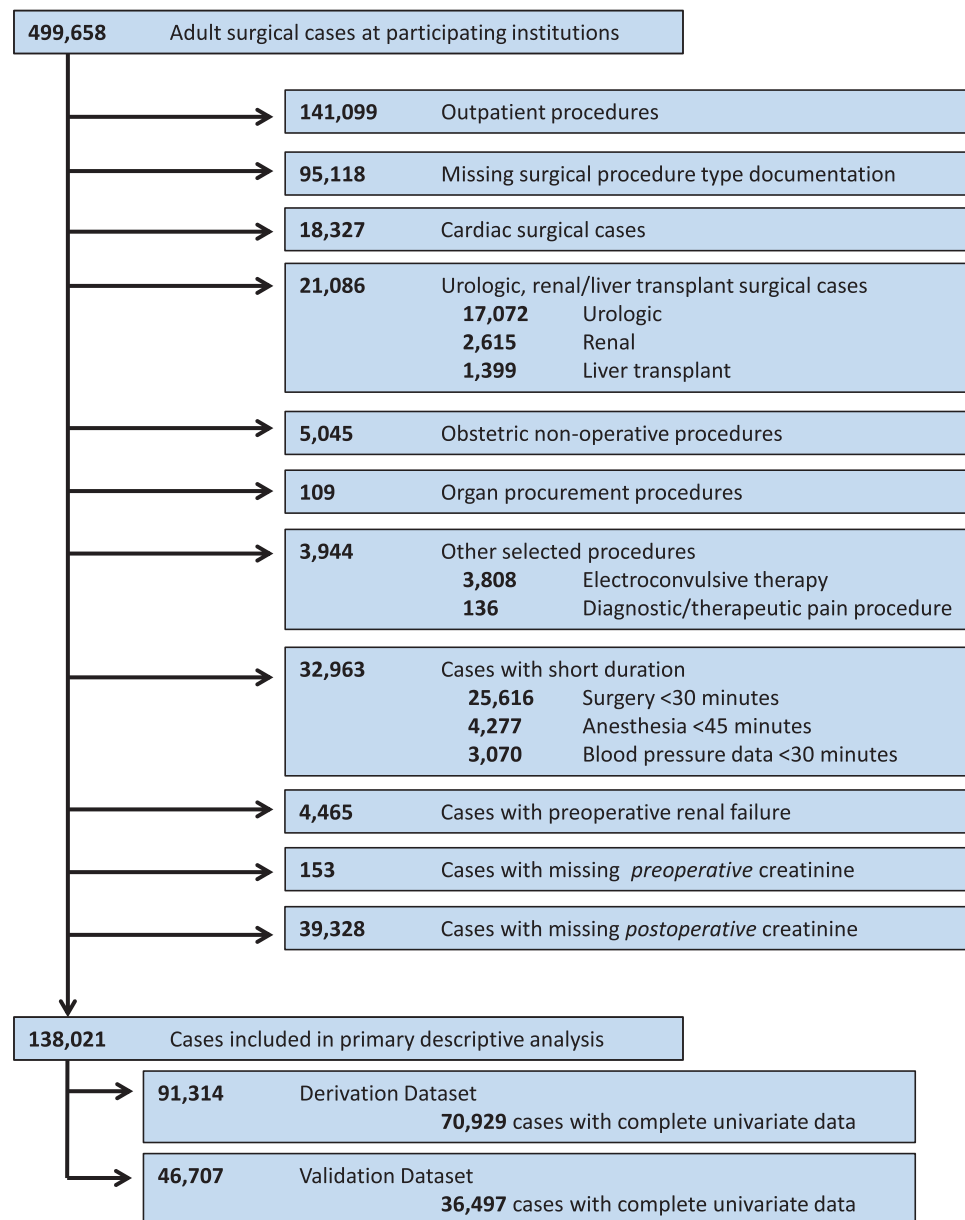 499,658 Adult surgical cases at participating institutions
141,099 Outpatient procedures
95,118 Missing surgical procedure type documentation
18,327 Cardiac surgical cases
21,086 Urologic, renal/liver transplant surgical cases
17,072 Urologic
2,615 Renal
1,399 Liver transplant
5,045 Obstetric non-operative procedures
109 Organ procurement procedures
3,944 Other selected procedures
3,808 Electroconvulsive therapy
136 Diagnostic/therapeutic pain procedure
32,963 Cases with short duration
25,616 Surgery <30 minutes
4,277 Anesthesia <45 minutes
3,070 Blood pressure data <30 minutes
4,465 Cases with preoperative renal failure
153 Cases with missing preoperative creatinine
39,328 Cases with missing postoperative creatinine
138,021 Cases included in primary descriptive analysis
91,314 Derivation Dataset
70,929 cases with complete univariate data
46,707 Validation Dataset
36,497 cases with complete univariate data